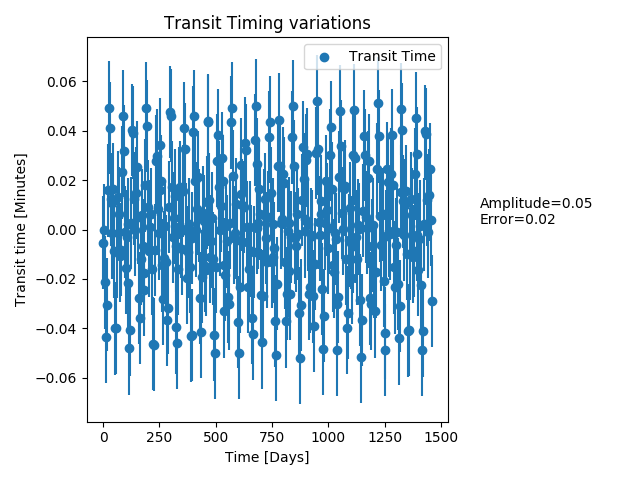 Transit Timing variations
Transit Time
0.06
0.04
0.02
0.00
−0.02
−0.04
−0.06
Transit time [Minutes]
0
250
500
750
1000
1250
1500
Time [Days]
Amplitude=0.05
Error=0.02